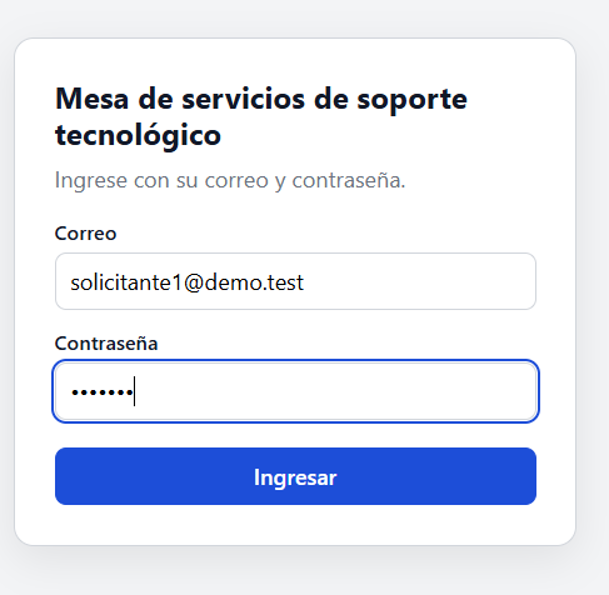 Mesa de servicios de soporte
tecnológico
Ingrese con su correo y contraseña.
Correo
solicitante1@demo.test
Contraseña
•••••••
Ingresar